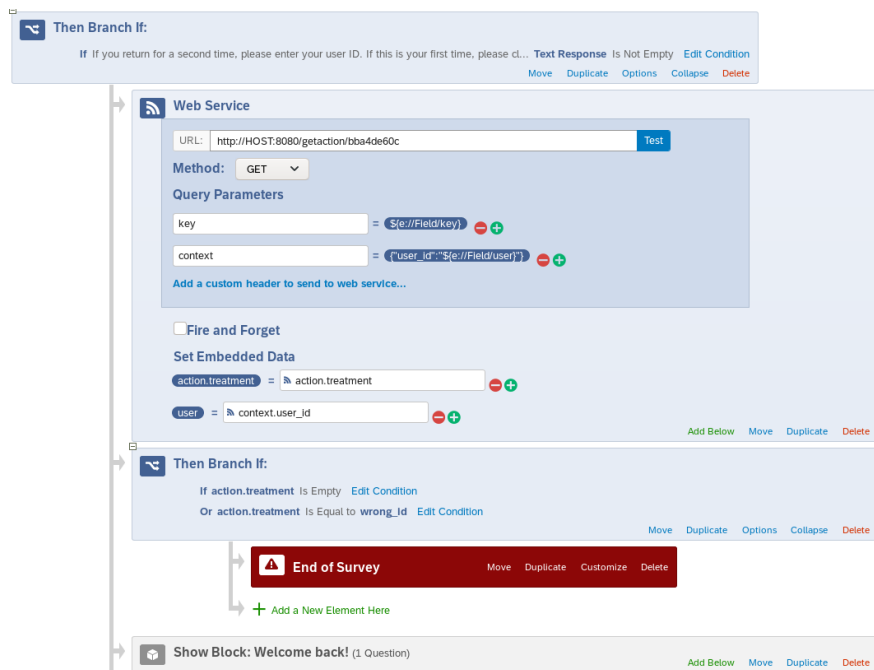 Then Branch If:
If If you return for a second time, please enter your user ID. If this is your first time, please cl... Text Response Is Not Empty Edit Condition
Move Duplicate Options Collapse Delete
Web Service
URL: http://HOST:8080/getaction/bba4de60c Test
Method: GET
Query Parameters
key = ${e://Field/key}
context = {"user_id":"${e://Field/user}"}
Add a custom header to send to web service...
Fire and Forget
Set Embedded Data
action.treatment = action.treatment
user = context.user_id
Add Below Move Duplicate Delete
Then Branch If:
If action.treatment Is Empty Edit Condition
Or action.treatment Is Equal to wrong_id Edit Condition
Move Duplicate Options Collapse Delete
End of Survey Move Duplicate Customize Delete
Add a New Element Here
Show Block: Welcome back! (1 Question)
Add Below Move Duplicate Delete